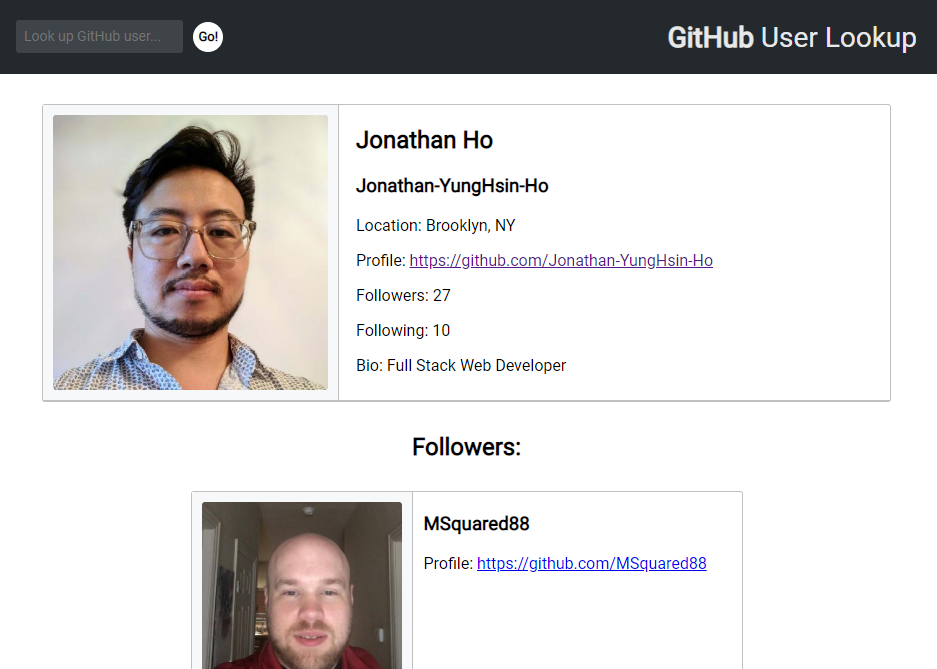 Look up GitHub user...
Go!
GitHub User Lookup
Jonathan Ho
Jonathan-YungHsin-Ho
Location: Brooklyn, NY
Profile: https://github.com/Jonathan-YungHsin-Ho
Followers: 27
Following: 10
Bio: Full Stack Web Developer
Followers:
MSquared88
Profile: https://github.com/MSquared88